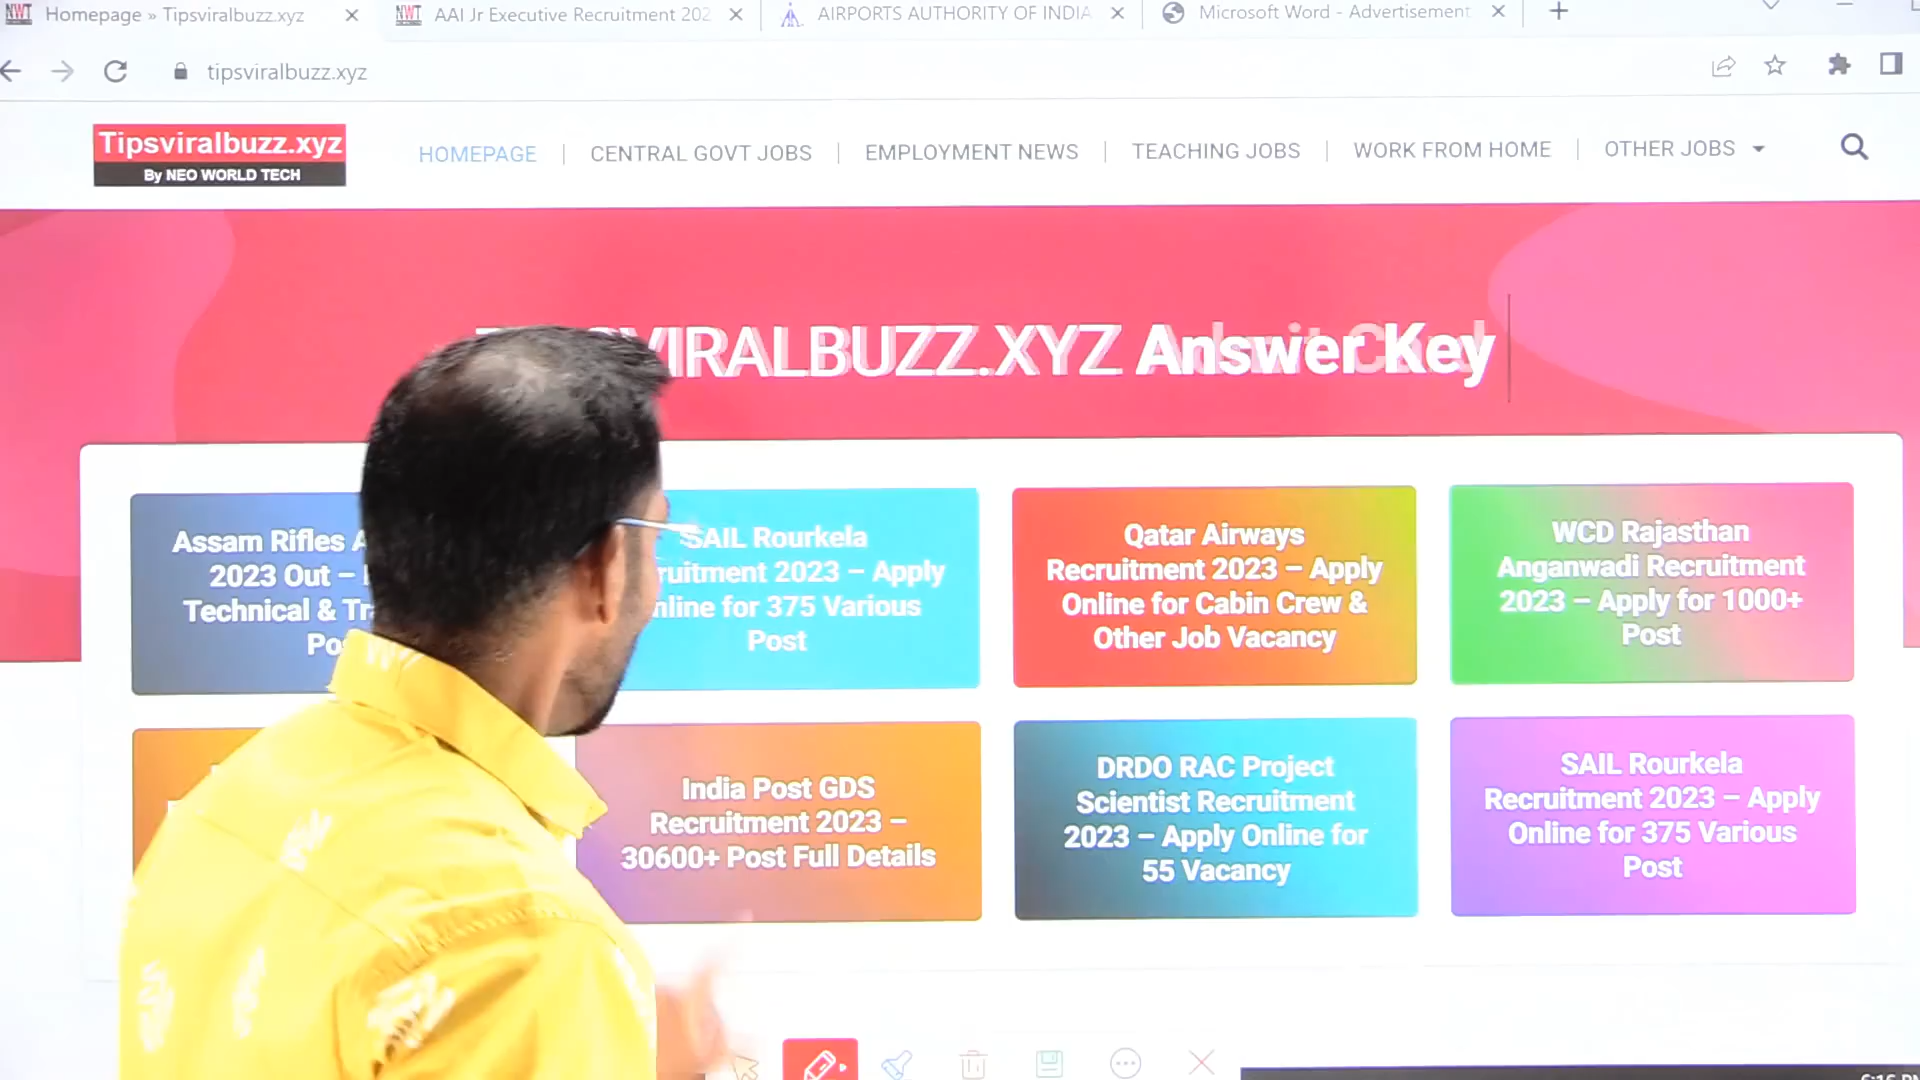 NWT Homepage » Tipsviralbuzz.xyz
NWT AAI Jr Executive Recruitment 202
AIRPORTS AUTHORITY OF INDIA
Microsoft Word - Advertisement
tipsviralbuzz.xyz
Tipsviralbuzz.xyz
By NEO WORLD TECH
HOMEPAGE
CENTRAL GOVT JOBS
EMPLOYMENT NEWS
TEACHING JOBS
WORK FROM HOME
OTHER JOBS
VIRALBUZZ.XYZ Answer Key
Assam Rifles
2023 Out –
Technical &
SAIL Rourkela
ruitment 2023 – Apply
nline for 375 Various
Post
Qatar Airways
Recruitment 2023 – Apply
Online for Cabin Crew &
Other Job Vacancy
WCD Rajasthan
Anganwadi Recruitment
2023 – Apply for 1000+
Post
India Post GDS
Recruitment 2023 –
30600+ Post Full Details
DRDO RAC Project
Scientist Recruitment
2023 – Apply Online for
55 Vacancy
SAIL Rourkela
Recruitment 2023 – Apply
Online for 375 Various
Post